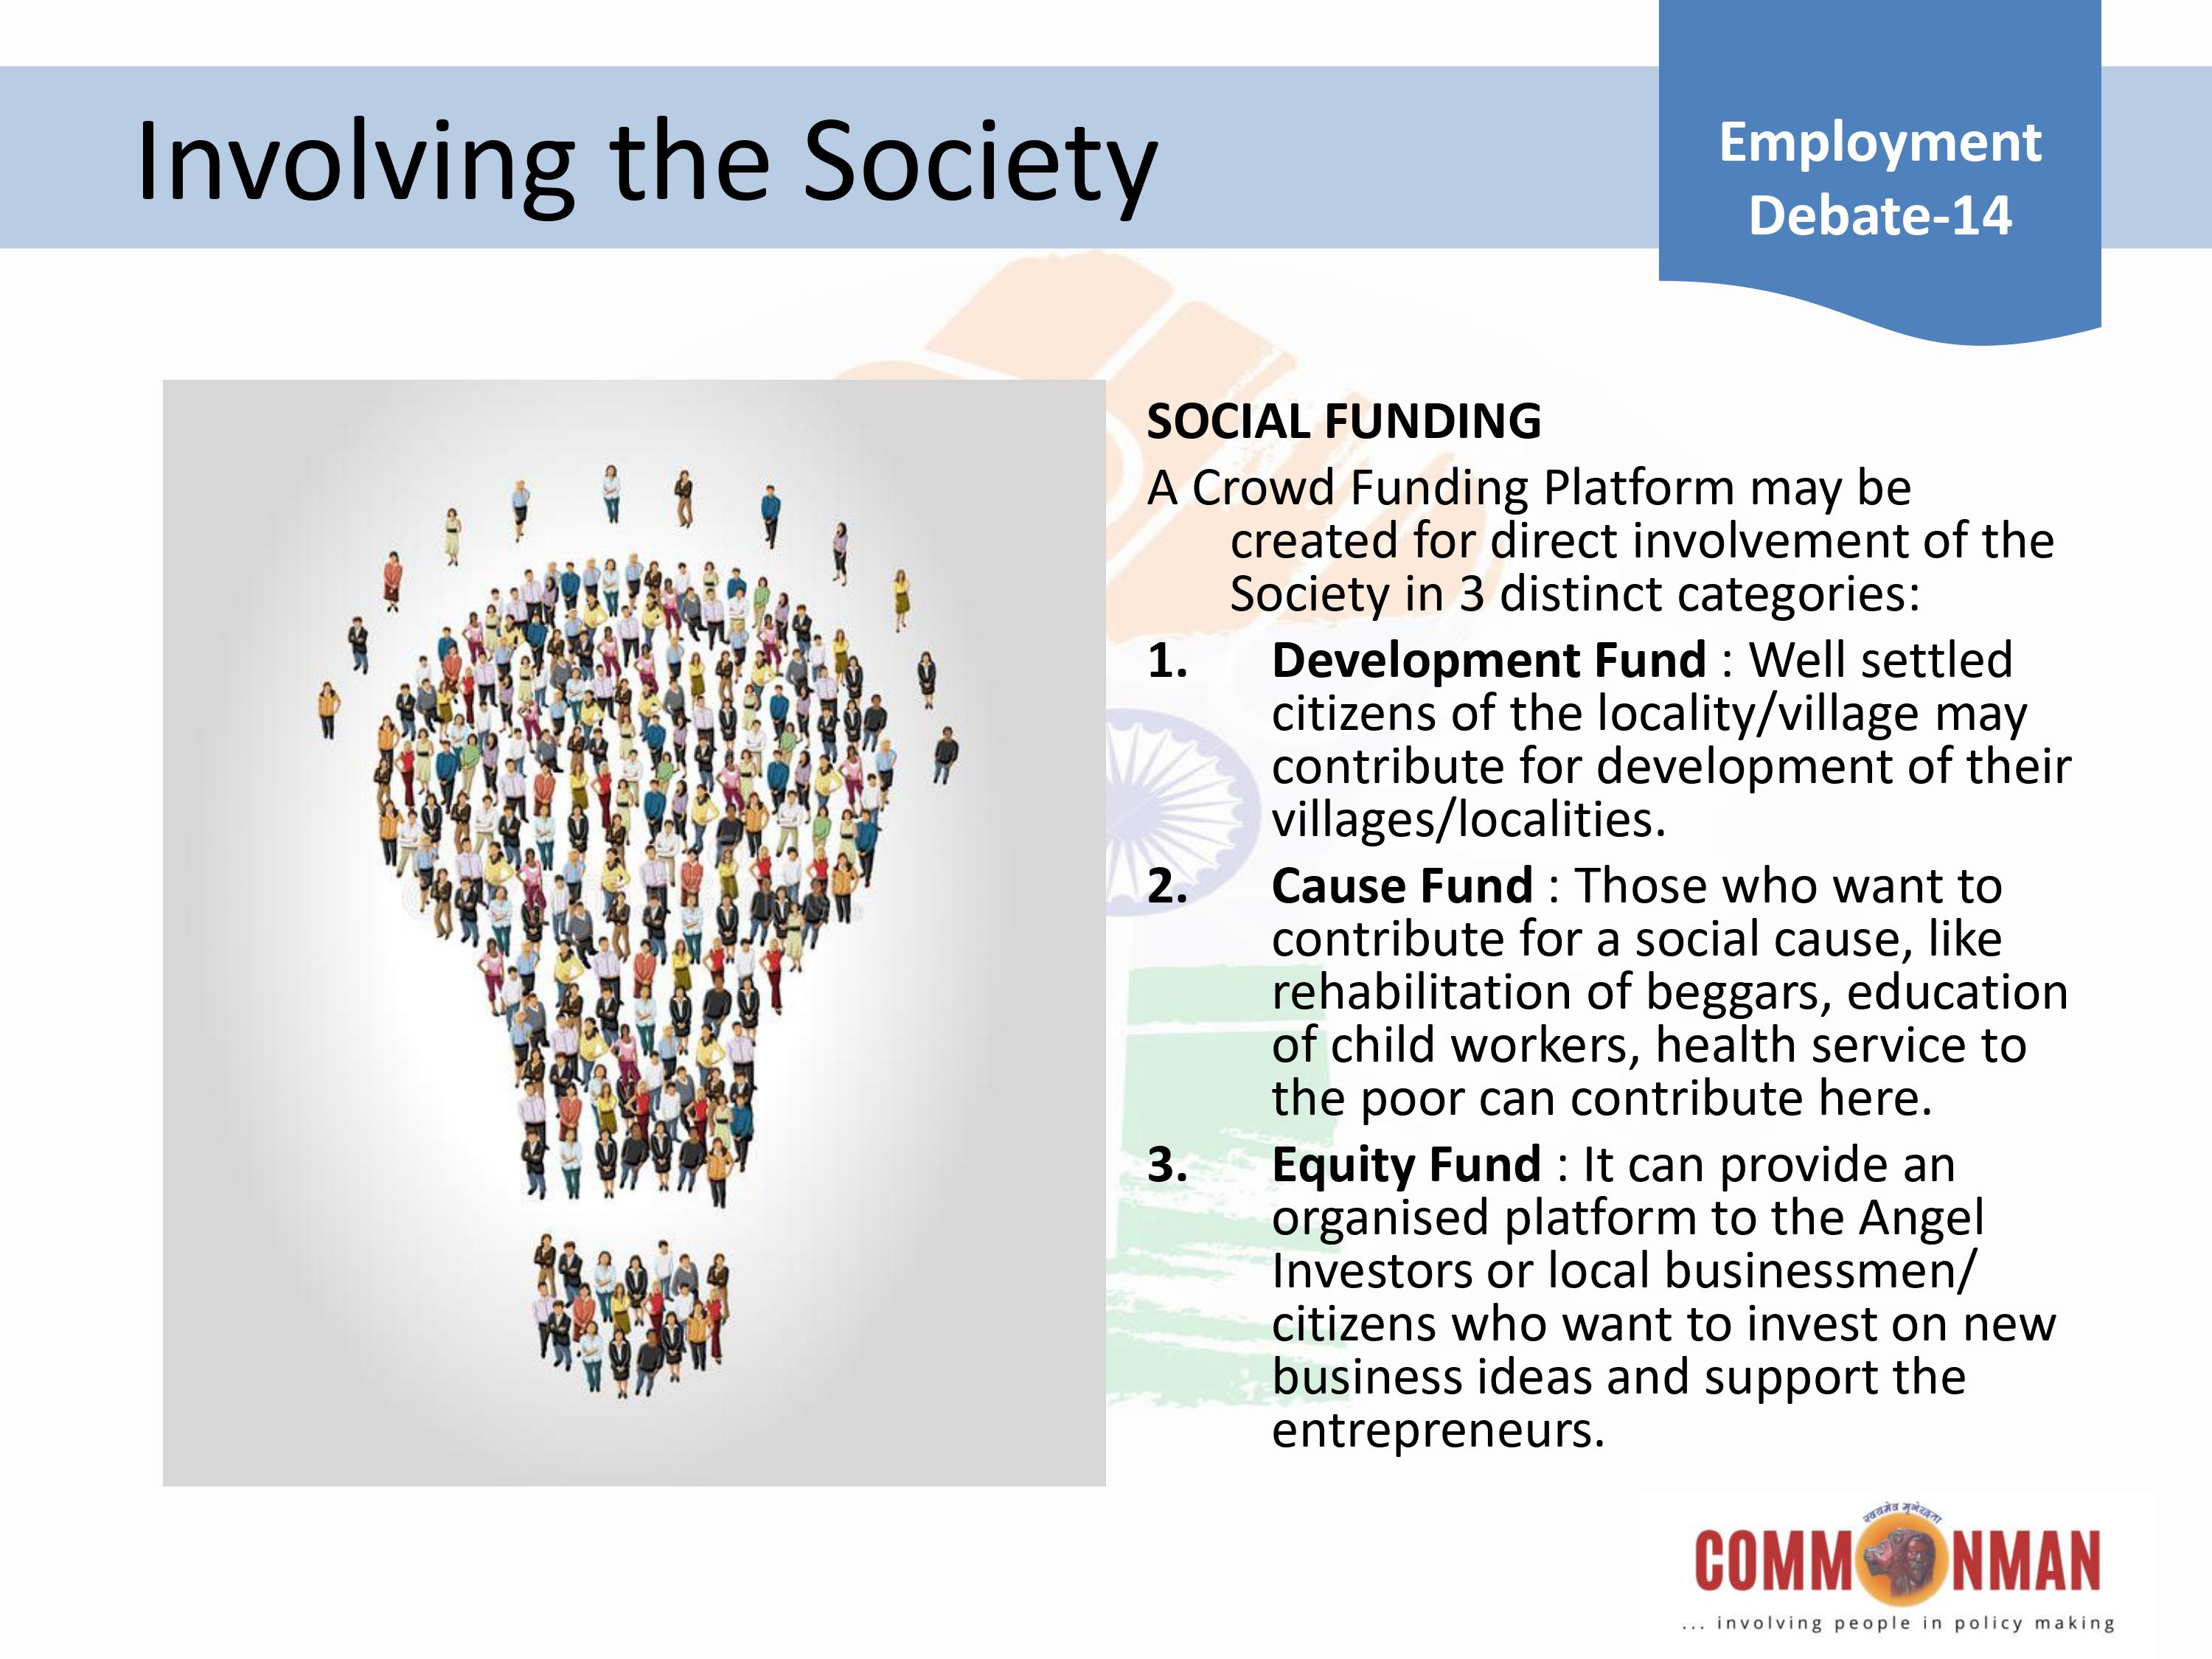 Involving the Society
Employment
Debate-14
SOCIAL FUNDING
A Crowd Funding Platform may be
created for direct involvement of the
Society in 3 distinct categories:
1. Development Fund : Well settled
citizens of the locality/village may
contribute for development of their
villages/localities.
2. Cause Fund : Those who want to
contribute for a social cause, like
rehabilitation of beggars, education
of child workers, health service to
the poor can contribute here.
3. Equity Fund : It can provide an
organised platform to the Angel
Investors or local businessmen/
citizens who want to invest on new
business ideas and support the
entrepreneurs.
स्वयमेव मृगेन्द्रता
COMM NMAN
... involving people in policy making